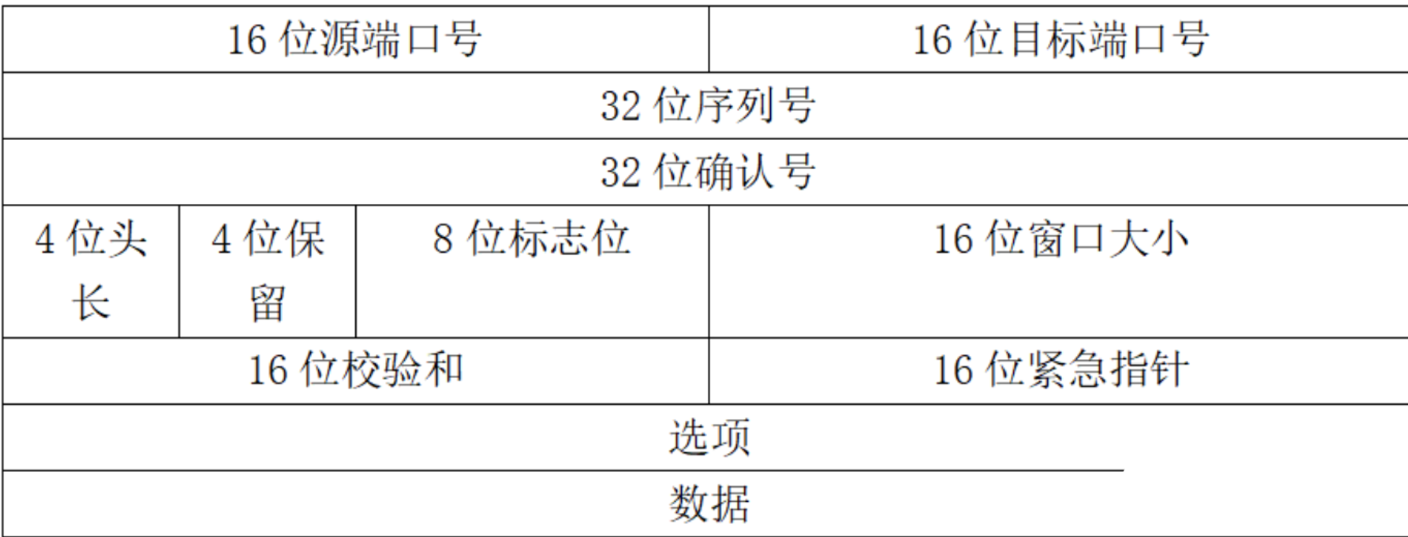 16 位源端口号 16 位目标端口号
32 位序列号
32 位确认号
4 位头长 4 位保留 8 位标志位 16 位窗口大小
16 位校验和 16 位紧急指针
选项
数据